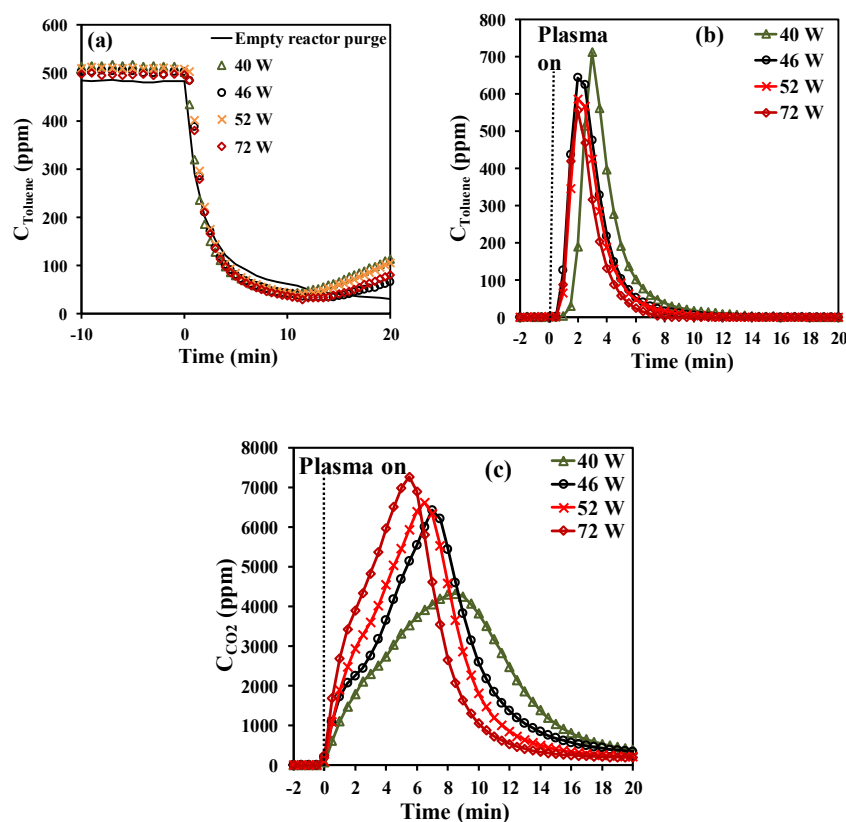 (a)
Empty reactor purge
40 W
46 W
52 W
72 W
C Toluene (ppm)
600
500
400
300
200
100
0
-10
0
10
20
Time (min)
(b)
Plasma
on
40 W
46 W
52 W
72 W
C Toluene (ppm)
800
700
600
500
400
300
200
100
0
-2 0 2 4 6 8 10 12 14 16 18 20
Time (min)
(c)
Plasma on
40 W
46 W
52 W
72 W
C CO2 (ppm)
8000
7000
6000
5000
4000
3000
2000
1000
0
-2 0 2 4 6 8 10 12 14 16 18 20
Time (min)